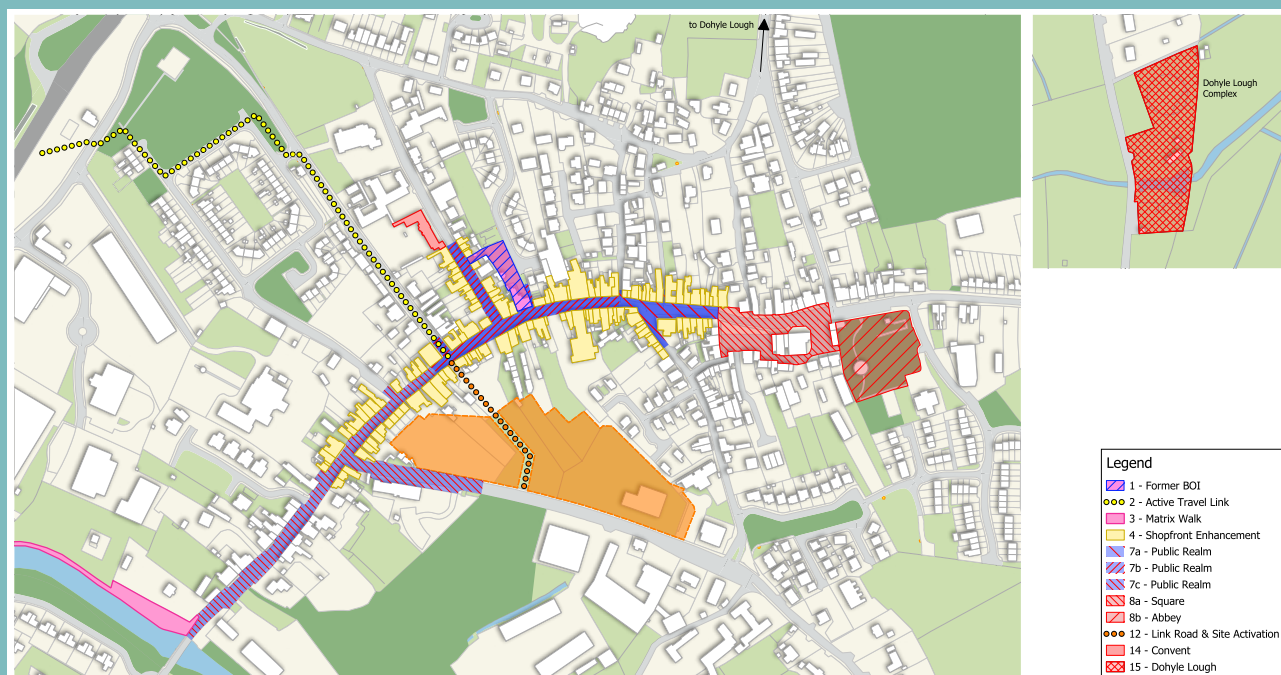 to Dohyle Lough
Dohyle Lough
Complex
Legend
1 - Former BOI
2 - Active Travel Link
3 - Matrix Walk
4 - Shopfront Enhancement
7a - Public Realm
7b - Public Realm
7c - Public Realm
8a - Square
8b - Abbey
12 - Link Road & Site Activation
14 - Convent
15 - Dohyle Lough